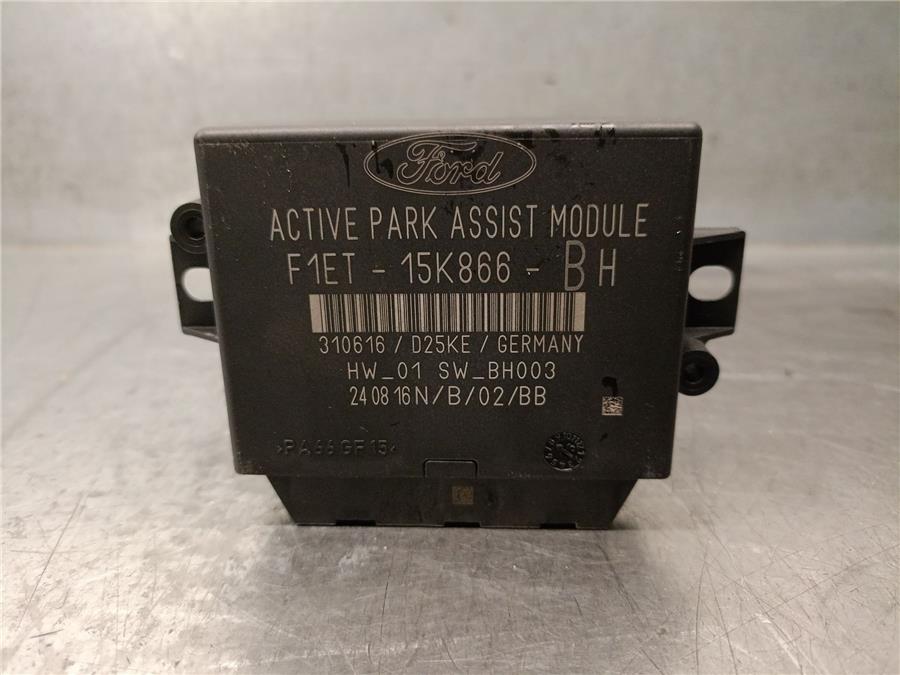 Ford
ACTIVE PARK ASSIST MODULE
F1ET - 15K866 - BH
310616 / D25KE / GERMANY
HW_01 SW_BH003
240816N/B/02/BB
>PA66GF15<